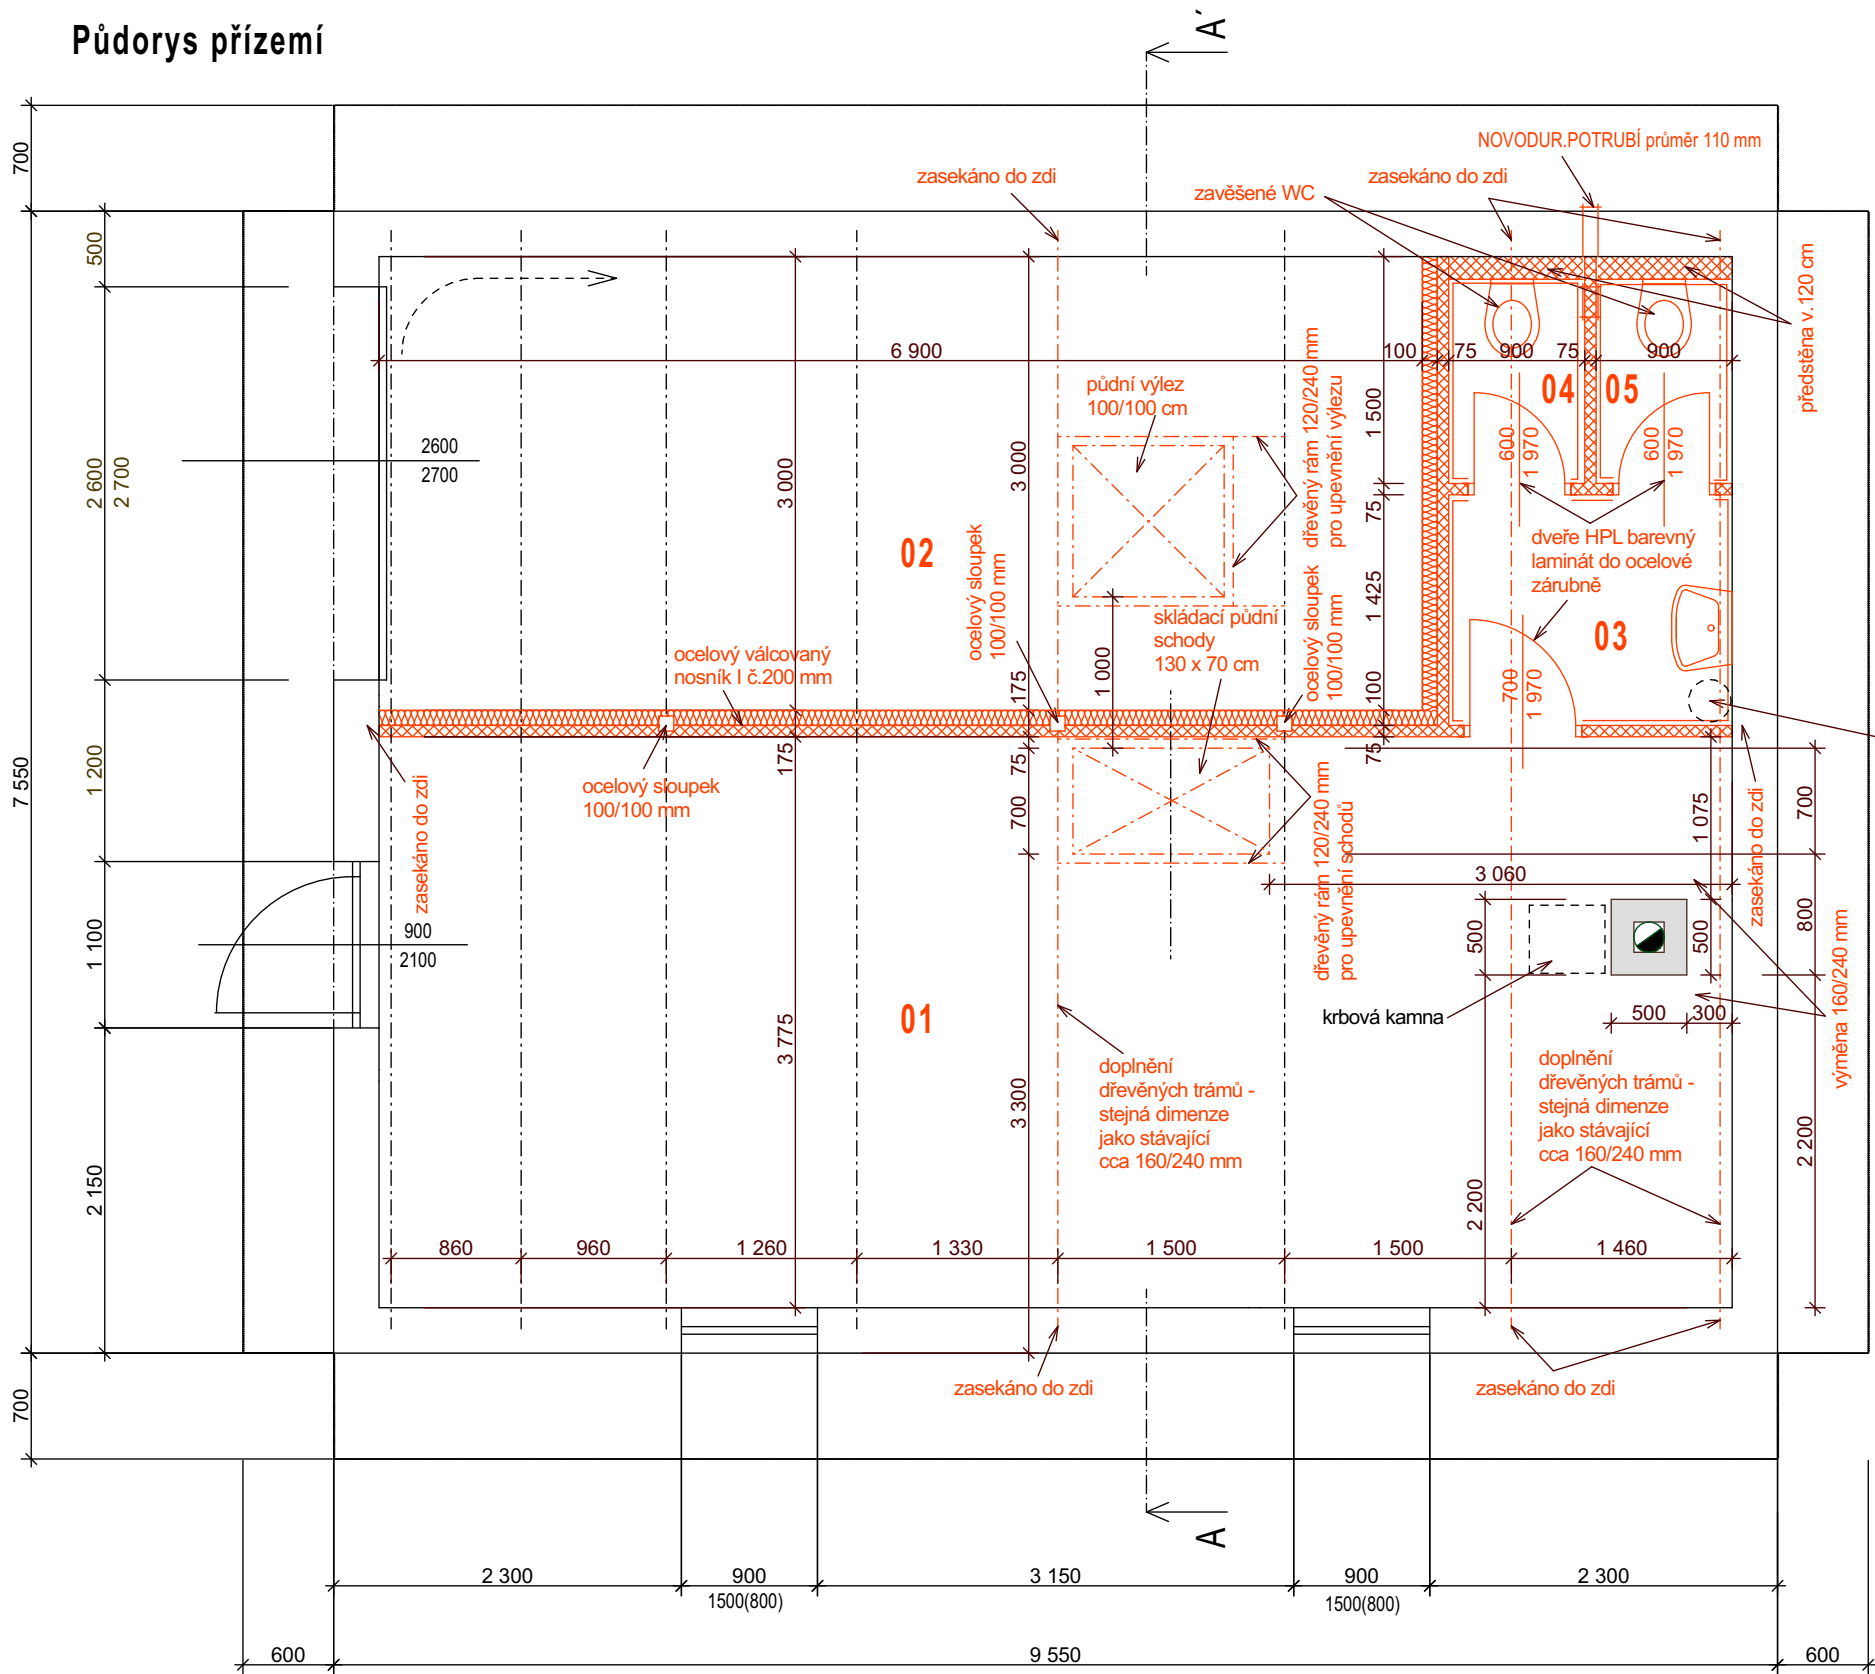 Půdorys přízemí
A'
NOVODUR.POTRUBÍ průměr 110 mm
zasekáno do zdi
zavěšené WC
zasekáno do zdi
předstěna v.120 cm
700
500
2 600
2 700
1 200
1 100
2 150
7 550
700
6 900
100
75
900
75
900
půdní výlez
100/100 cm
dřevěný rám 120/240 mm
pro upevnění výlezu
04
05
1 500
600
1 970
600
1 970
2600
2700
3 000
3 000
75
02
ocelový sloupek
100/100 mm
dveře HPL barevný
laminát do ocelové
zárubně
1 425
skládací půdní
schody
130 x 70 cm
ocelový sloupek
100/100 mm
03
ocelový válcovaný
nosník I č.200 mm
1 000
175
100
700
1 970
175
75
75
ocelový sloupek
100/100 mm
zasekáno do zdi
700
dřevěný rám 120/240 mm
pro upevnění schodů
1 075
zasekáno do zdi
700
3 060
900
2100
500
500
800
výměna 160/240 mm
01
krbová kamna
500
300
3 775
3 300
doplnění
dřevěných trámů -
stejná dimenze
jako stávající
cca 160/240 mm
doplnění
dřevěných trámů -
stejná dimenze
jako stávající
cca 160/240 mm
2 200
2 200
860
960
1 260
1 330
1 500
1 500
1 460
zasekáno do zdi
zasekáno do zdi
A
2 300
900
1500(800)
3 150
900
1500(800)
2 300
600
9 550
600